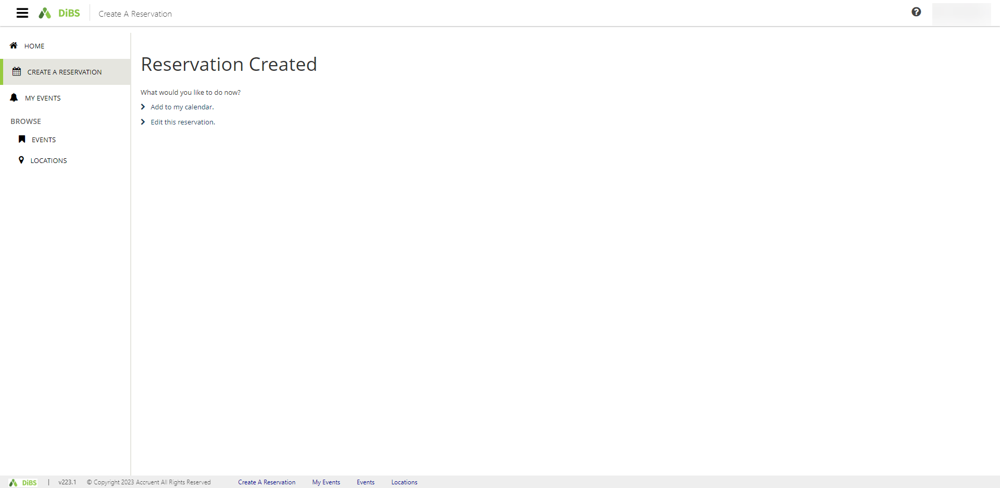 DiBS
Create A Reservation
HOME
CREATE A RESERVATION
MY EVENTS
BROWSE
EVENTS
LOCATIONS
Reservation Created
What would you like to do now?
Add to my calendar.
Edit this reservation.
DiBS | v223.1 © Copyright 2023 Accruent All Rights Reserved Create A Reservation My Events Events Locations